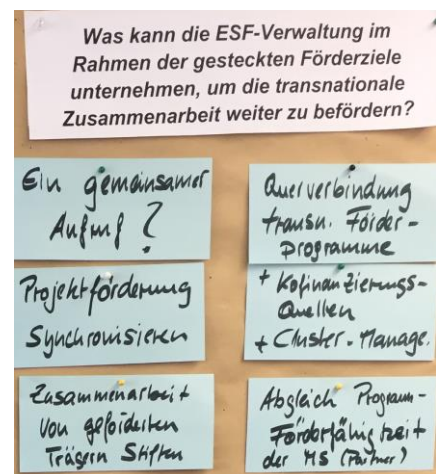 Was kann die ESF-Verwaltung im
Rahmen der gesteckten Förderziele
unternehmen, um die transnationale
Zusammenarbeit weiter zu befördern?
Ein gemeinsamer
Aufruf?
Projektförderung
Synchronisieren
Zusammenarbeit
von geförderten
Trägern Stiften
Querverbindung
transn. Förder-
programme
+ Kofinanzierungs-
Quellen
+ Cluster-Manage.
Abgleich Programm-
Förderfähigkeit
der MS (Partner)